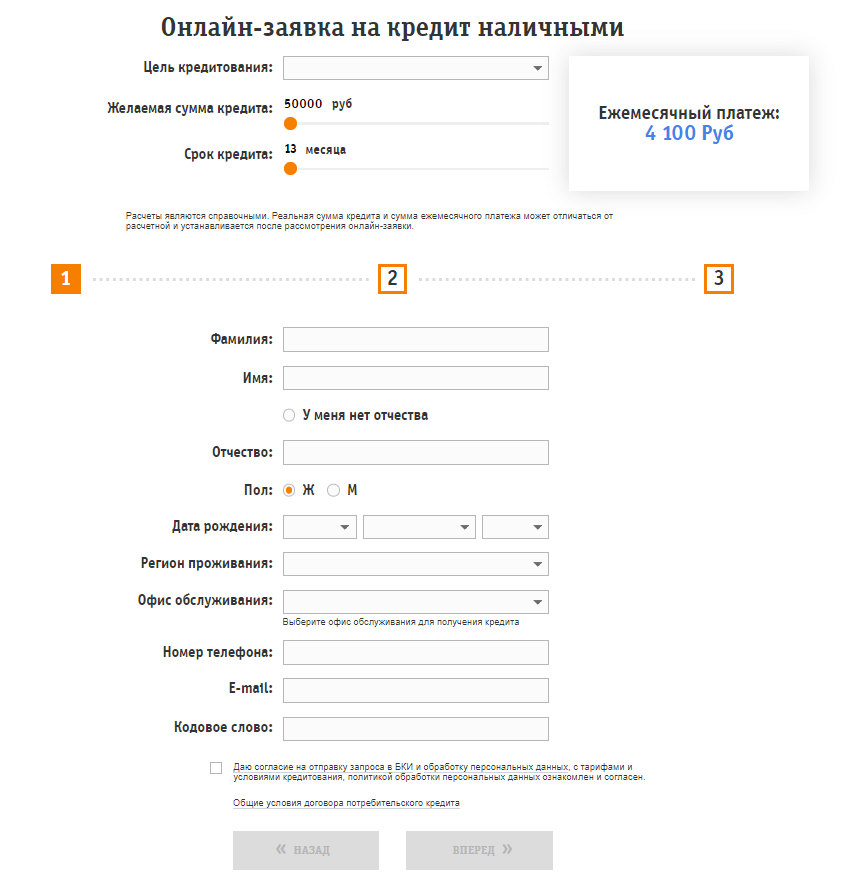 Онлайн-заявка на кредит наличными
Цель кредитования:
Желаемая сумма кредита: 50000 руб
Срок кредита: 13 месяца
Ежемесячный платеж:
4 100 Руб
Расчеты являются справочными. Реальная сумма кредита и сумма ежемесячного платежа может отличаться от
расчетной и устанавливается после рассмотрения онлайн-заявки.
1 2 3
Фамилия:
Имя:
У меня нет отчества
Отчество:
Пол: Ж М
Дата рождения:
Регион проживания:
Офис обслуживания:
Выберите офис обслуживания для получения кредита
Номер телефона:
E-mail:
Кодовое слово:
Даю согласие на отправку запроса в БКИ и обработку персональных данных, с тарифами и
условиями кредитования, политикой обработки персональных данных ознакомлен и согласен.
Общие условия договора потребительского кредита
« НАЗАД ВПЕРЕД »